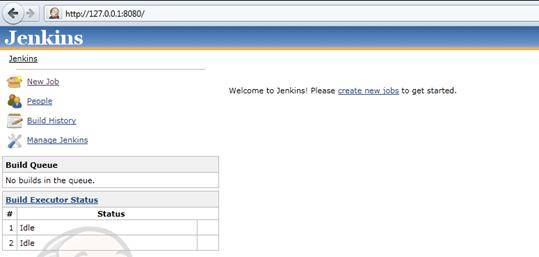 http://127.0.0.1:8080/
Jenkins
Jenkins
New Job
People
Build History
Manage Jenkins
Welcome to Jenkins! Please create new jobs to get started.
Build Queue
No builds in the queue.
Build Executor Status
# Status
1 Idle
2 Idle